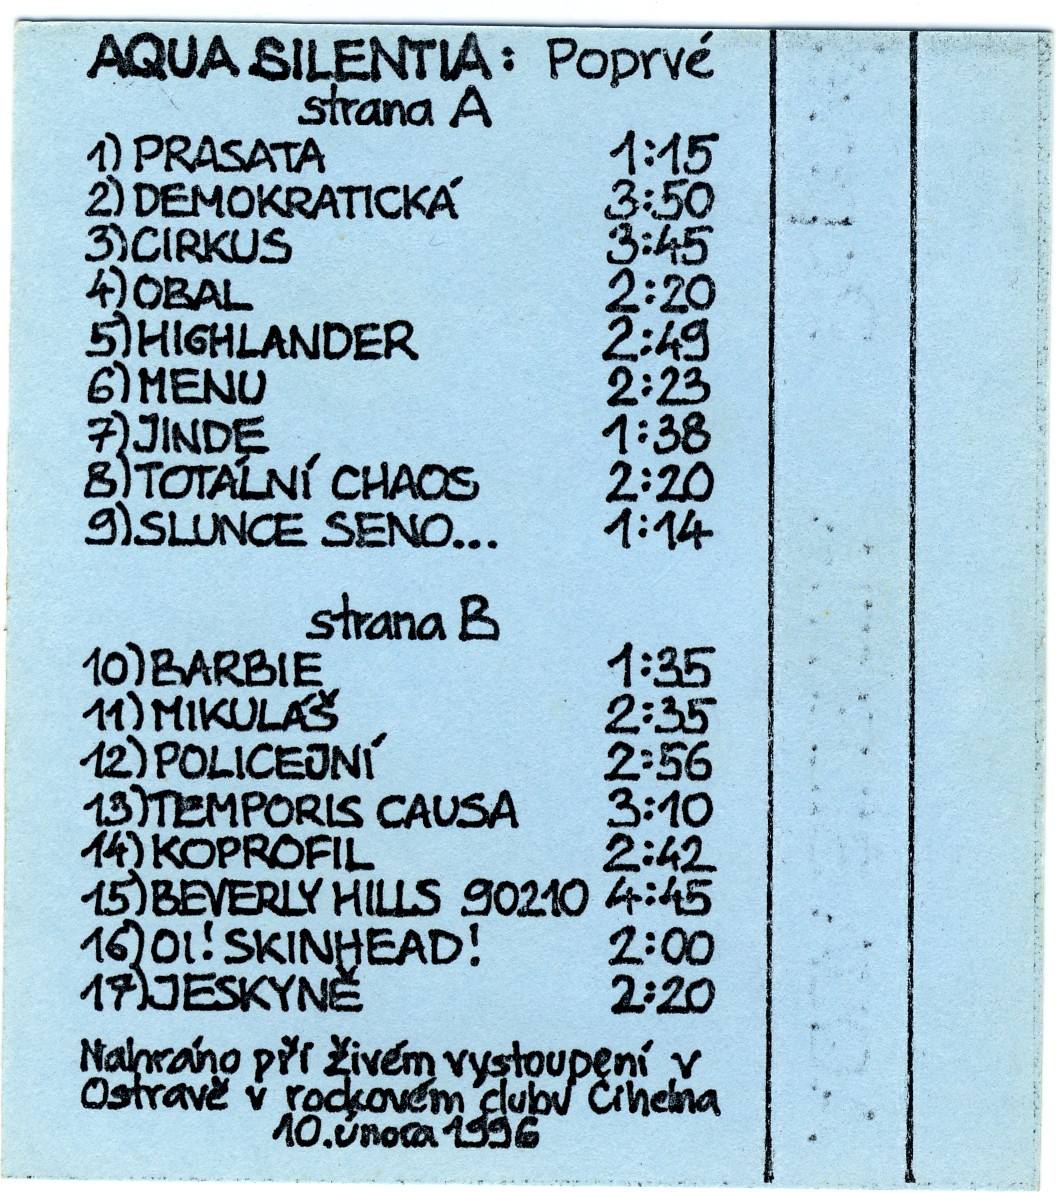 AQUA SILENTIA: Poprvé
strana A
1) PRASATA 1:15
2) DEMOKRATICKÁ 3:50
3) CIRKUS 3:45
4) OBAL 2:20
5) HIGHLANDER 2:49
6) MENU 2:23
7) JINDE 1:38
8) TOTÁLNÍ CHAOS 2:20
9) SLUNCE SENO... 1:14
strana B
10) BARBIE 1:35
11) MIKULÁŠ 2:35
12) POLICEJNÍ 2:56
13) TEMPORIS CAUSA 3:10
14) KOPROFIL 2:42
15) BEVERLY HILLS 90210 4:45
16) OI! SKINHEAD! 2:00
17) JESKYNĚ 2:20
Nahráno při živém vystoupení v
Ostravě v rockovém clubu Cihelna
10. února 1996